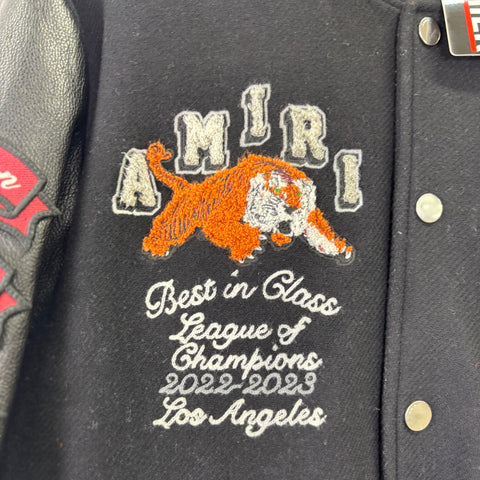 AMIRI
Best in Class
League of
Champions
2022-2023
Los Angeles